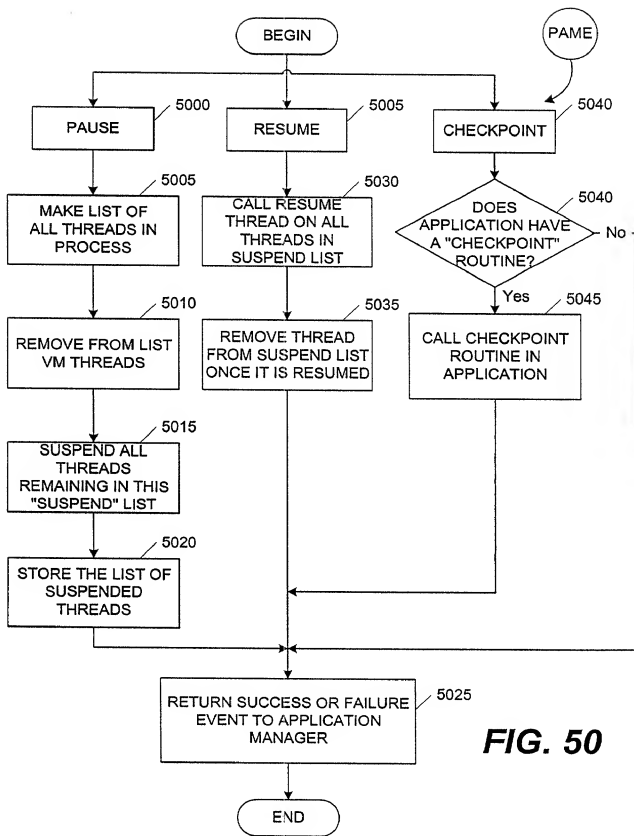 BEGIN
PAME
5000
PAUSE
5005
RESUME
5040
CHECKPOINT
5005
MAKE LIST OF
ALL THREADS IN
PROCESS
5030
CALL RESUME
THREAD ON ALL
THREADS IN
SUSPEND LIST
5040
DOES
APPLICATION HAVE
A "CHECKPOINT"
ROUTINE?
No
Yes
5010
REMOVE FROM LIST
VM THREADS
5035
REMOVE THREAD
FROM SUSPEND LIST
ONCE IT IS RESUMED
5045
CALL CHECKPOINT
ROUTINE IN
APPLICATION
5015
SUSPEND ALL
THREADS
REMAINING IN THIS
"SUSPEND" LIST
5020
STORE THE LIST OF
SUSPENDED
THREADS
5025
RETURN SUCCESS OR FAILURE
EVENT TO APPLICATION
MANAGER
FIG. 50
END